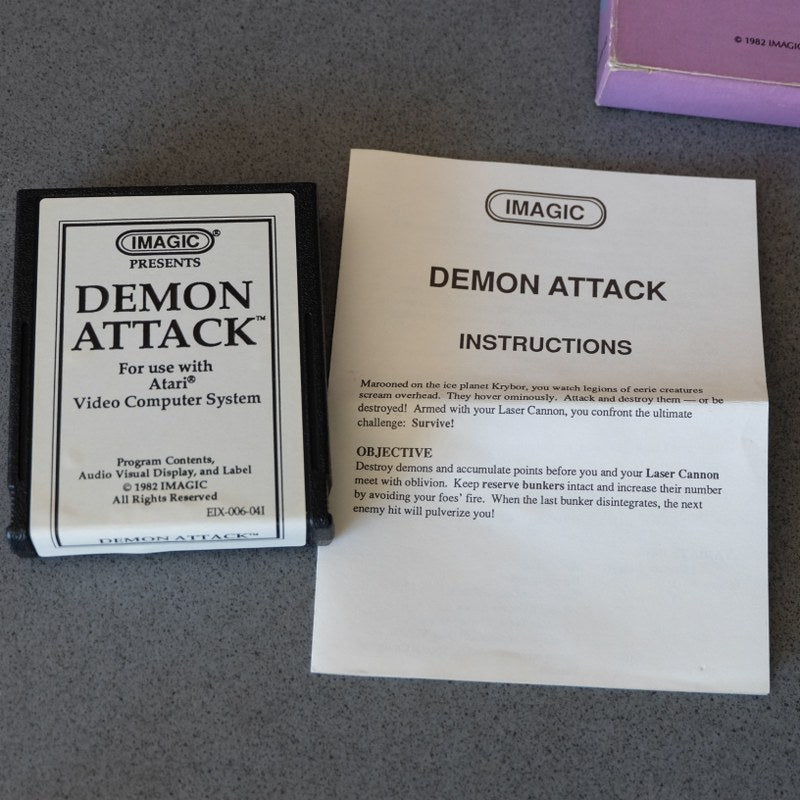 IMAGIC®
PRESENTS
DEMON
ATTACK™
For use with
Atari®
Video Computer System
Program Contents,
Audio Visual Display, and Label
© 1982 IMAGIC
All Rights Reserved
EIX-006-04I
DEMON ATTACK™
IMAGIC
DEMON ATTACK
INSTRUCTIONS
Marooned on the ice planet Krybor, you watch legions of eerie creatures
scream overhead. They hover ominously. Attack and destroy them — or be
destroyed! Armed with your Laser Cannon, you confront the ultimate
challenge: Survive!
OBJECTIVE
Destroy demons and accumulate points before you and your Laser Cannon
meet with oblivion. Keep reserve bunkers intact and increase their number
by avoiding your foes' fire. When the last bunker disintegrates, the next
enemy hit will pulverize you!
© 1982 IMAGIC